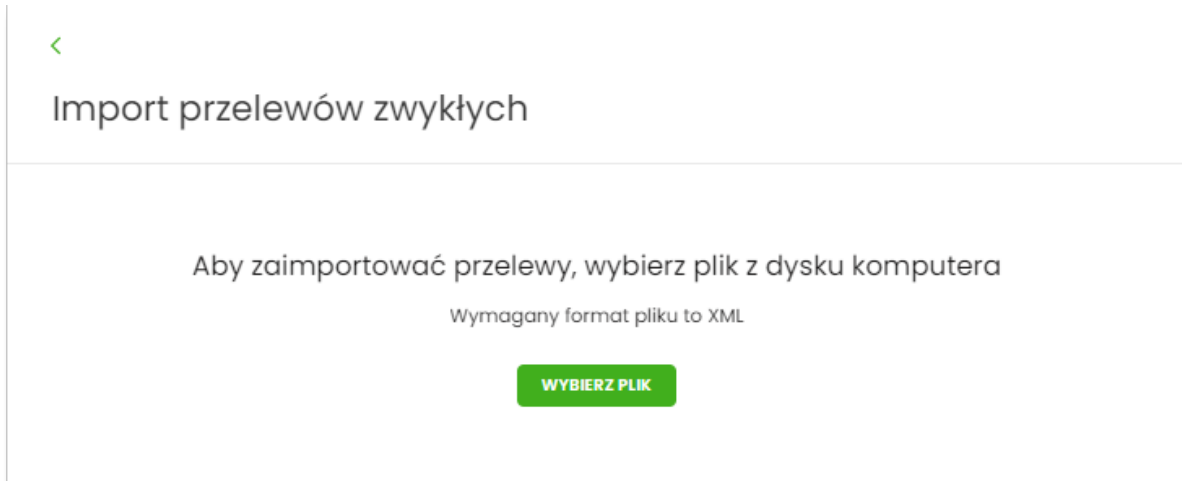 Import przelewów zwykłych
Aby zaimportować przelewy, wybierz plik z dysku komputera
Wymagany format pliku to XML
WYBIERZ PLIK